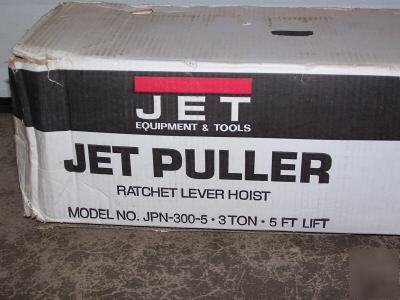 JET
EQUIPMENT & TOOLS
JET PULLER
RATCHET LEVER HOIST
MODEL NO. JPN-300-5 • 3 TON • 5 FT LIFT